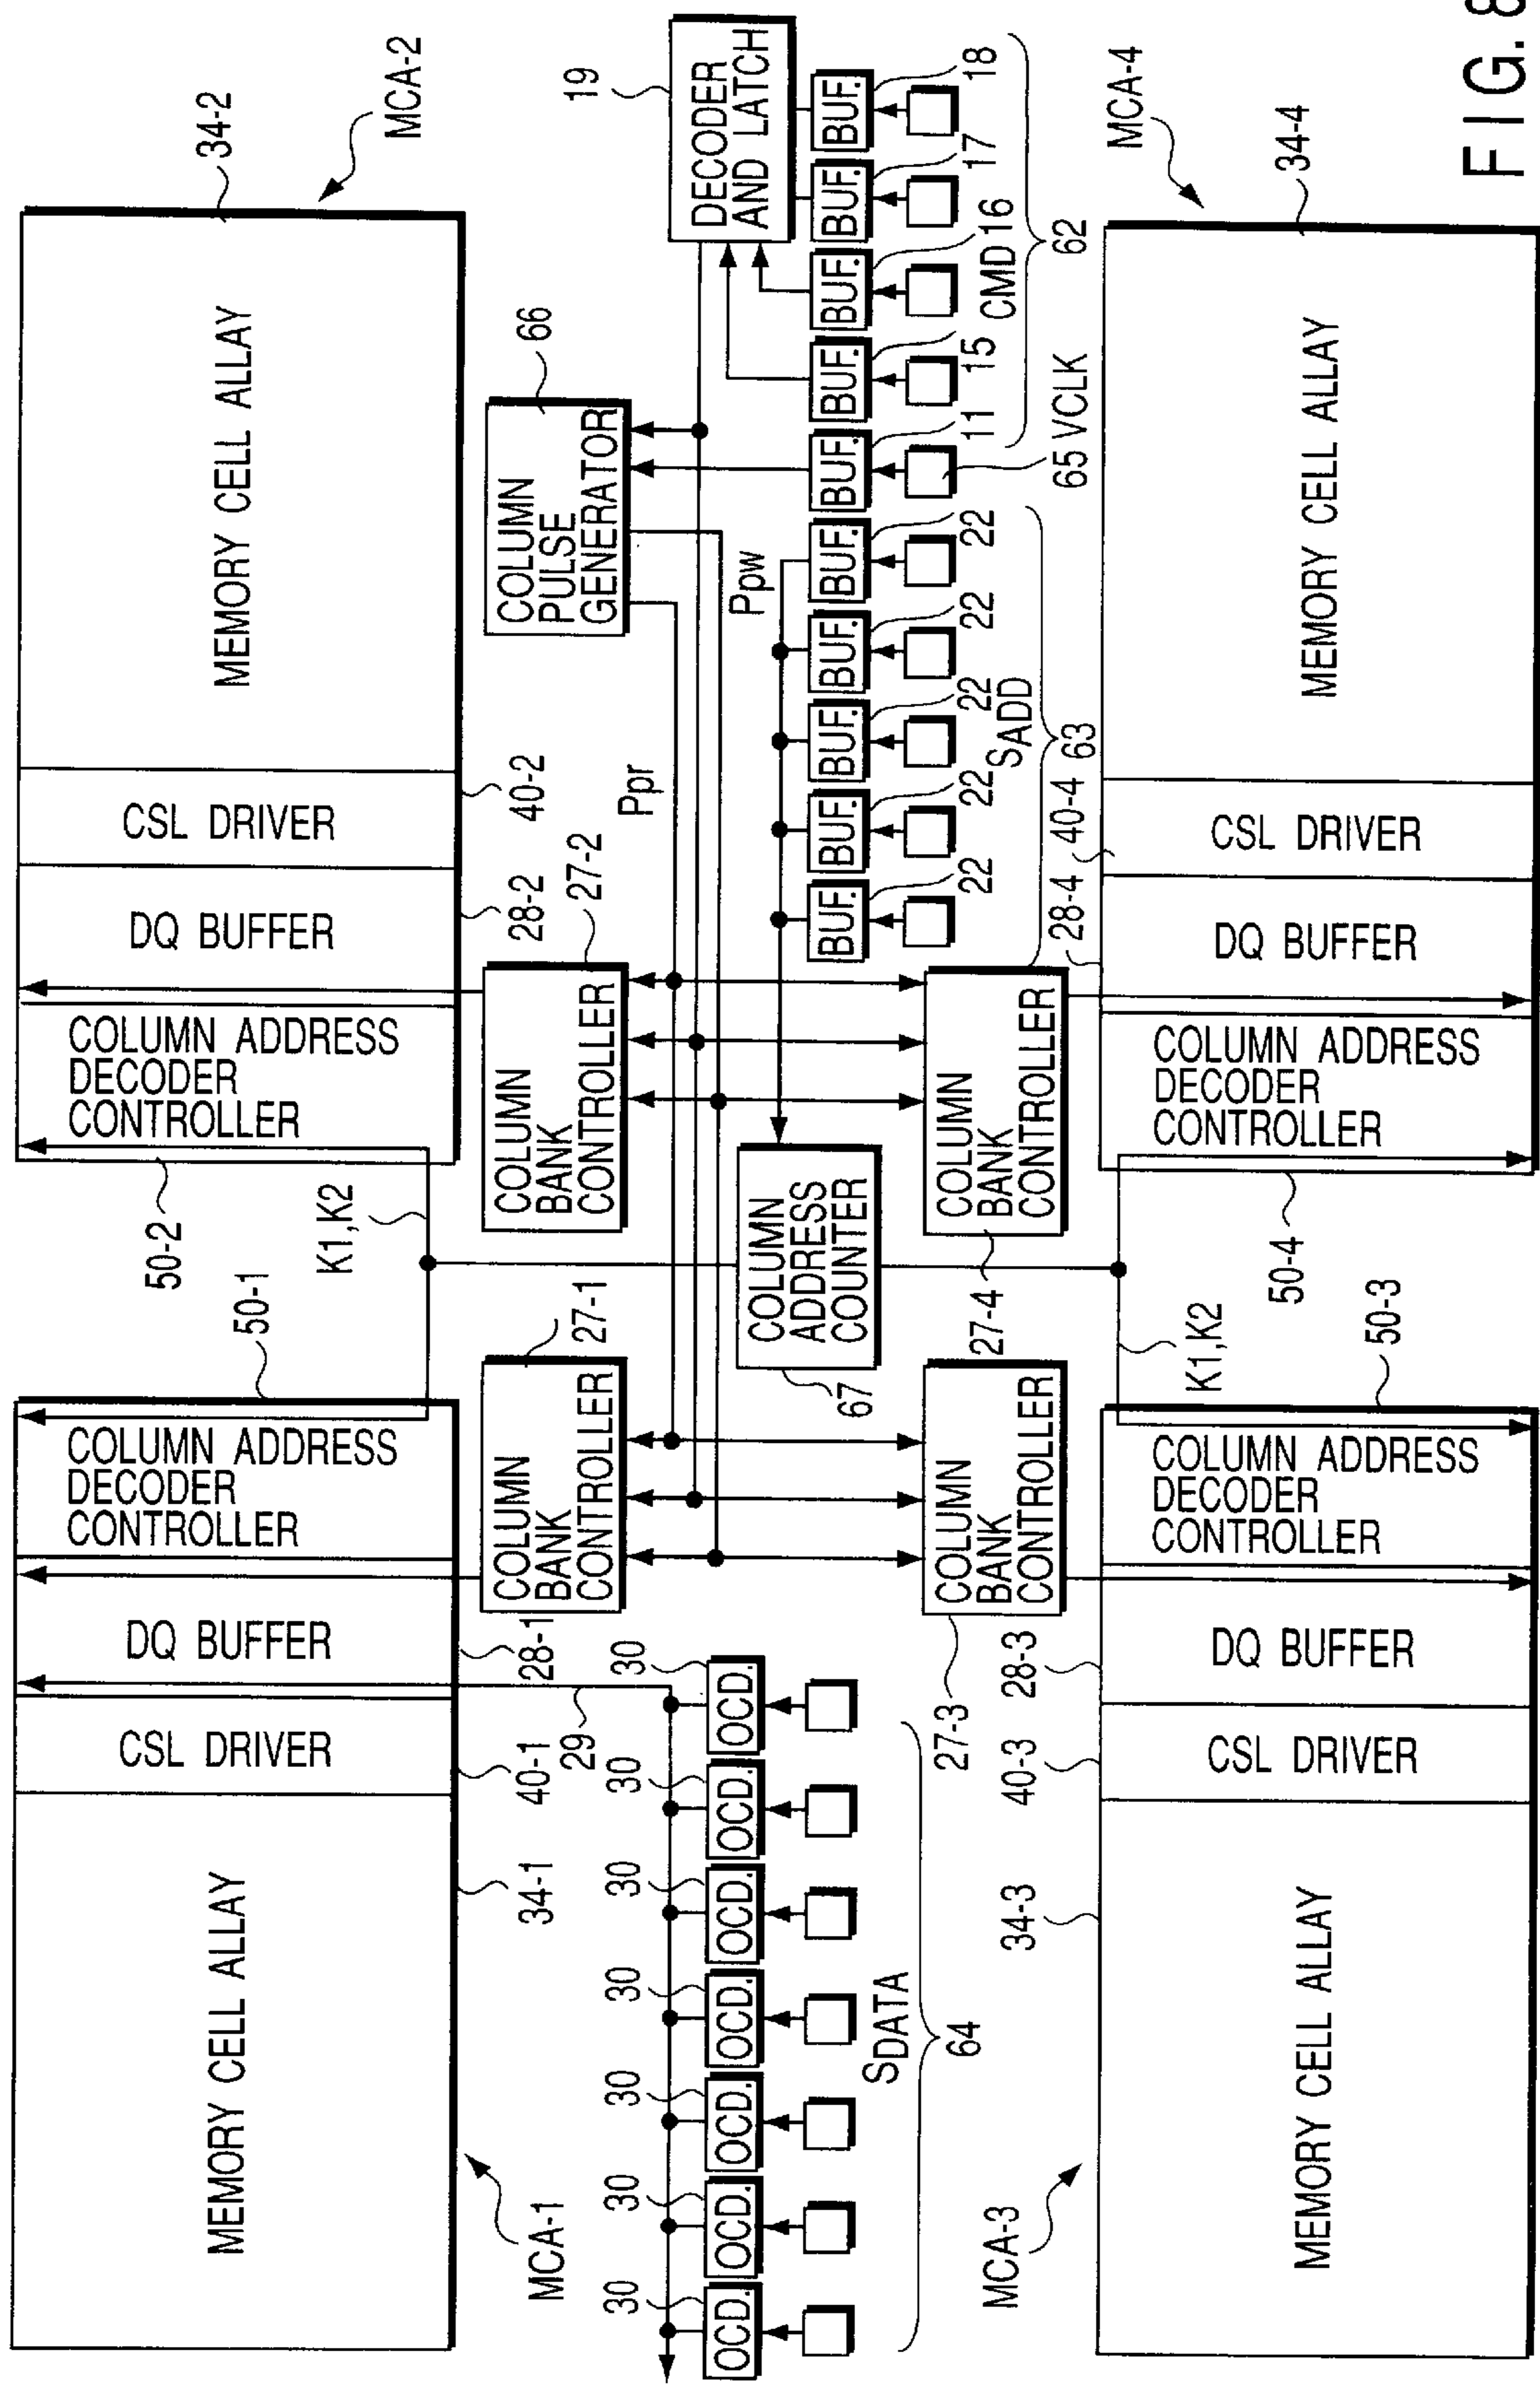 34-2
MCA-2
MEMORY CELL ALLAY
CSL DRIVER
40-2
DQ BUFFER
28-2
COLUMN ADDRESS
DECODER
CONTROLLER
50-2
K1,K2
50-1
COLUMN ADDRESS
DECODER
CONTROLLER
DQ BUFFER
28-1
29
CSL DRIVER
40-1
MEMORY CELL ALLAY
34-1
MCA-1
19
DECODER
AND LATCH
66
COLUMN
PULSE
GENERATOR
Ppw
Ppr
27-2
COLUMN
BANK
CONTROLLER
27-1
COLUMN
BANK
CONTROLLER
BUF.
18
BUF.
17
BUF.
16
BUF.
15
BUF.
11
CMD
62
65
VCLK
BUF.
22
BUF.
22
BUF.
22
BUF.
22
BUF.
22
SADD
63
COLUMN
ADDRESS
COUNTER
67
COLUMN
BANK
CONTROLLER
27-4
COLUMN
BANK
CONTROLLER
27-3
30
OCD.
30
OCD.
30
OCD.
30
OCD.
30
OCD.
30
OCD.
30
OCD.
SDATA
64
MCA-4
34-4
MEMORY CELL ALLAY
40-4
CSL DRIVER
28-4
DQ BUFFER
COLUMN ADDRESS
DECODER
CONTROLLER
50-4
K1,K2
50-3
COLUMN ADDRESS
DECODER
CONTROLLER
28-3
DQ BUFFER
40-3
CSL DRIVER
34-3
MEMORY CELL ALLAY
MCA-3
FIG. 8